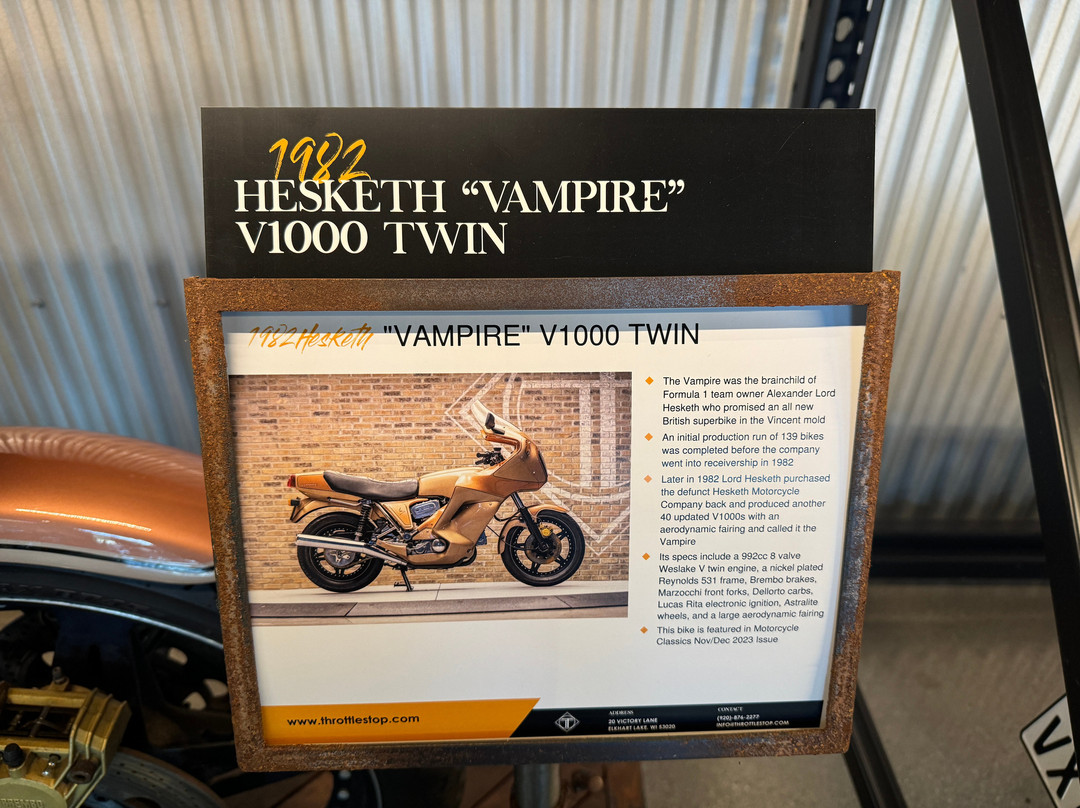 1982
HESKETH “VAMPIRE”
V1000 TWIN
1982 Hesketh "VAMPIRE" V1000 TWIN
The Vampire was the brainchild of
Formula 1 team owner Alexander Lord
Hesketh who promised an all new
British superbike in the Vincent mold
An initial production run of 139 bikes
was completed before the company
went into receivership in 1982
Later in 1982 Lord Hesketh purchased
the defunct Hesketh Motorcycle
Company back and produced another
40 updated V1000s with an
aerodynamic fairing and called it the
Vampire
Its specs include a 992cc 8 valve
Weslake V twin engine, a nickel plated
Reynolds 531 frame, Brembo brakes,
Marzocchi front forks, Dellorto carbs,
Lucas Rita electronic ignition, Astralite
wheels, and a large aerodynamic fairing
This bike is featured in Motorcycle
Classics Nov/Dec 2023 Issue
www.throttlestop.com
ADDRESS
20 VICTORY LANE
ELKHART LAKE, WI 53020
CONTACT
(920)-876-2277
INFO@THROTTLESTOP.COM
VX